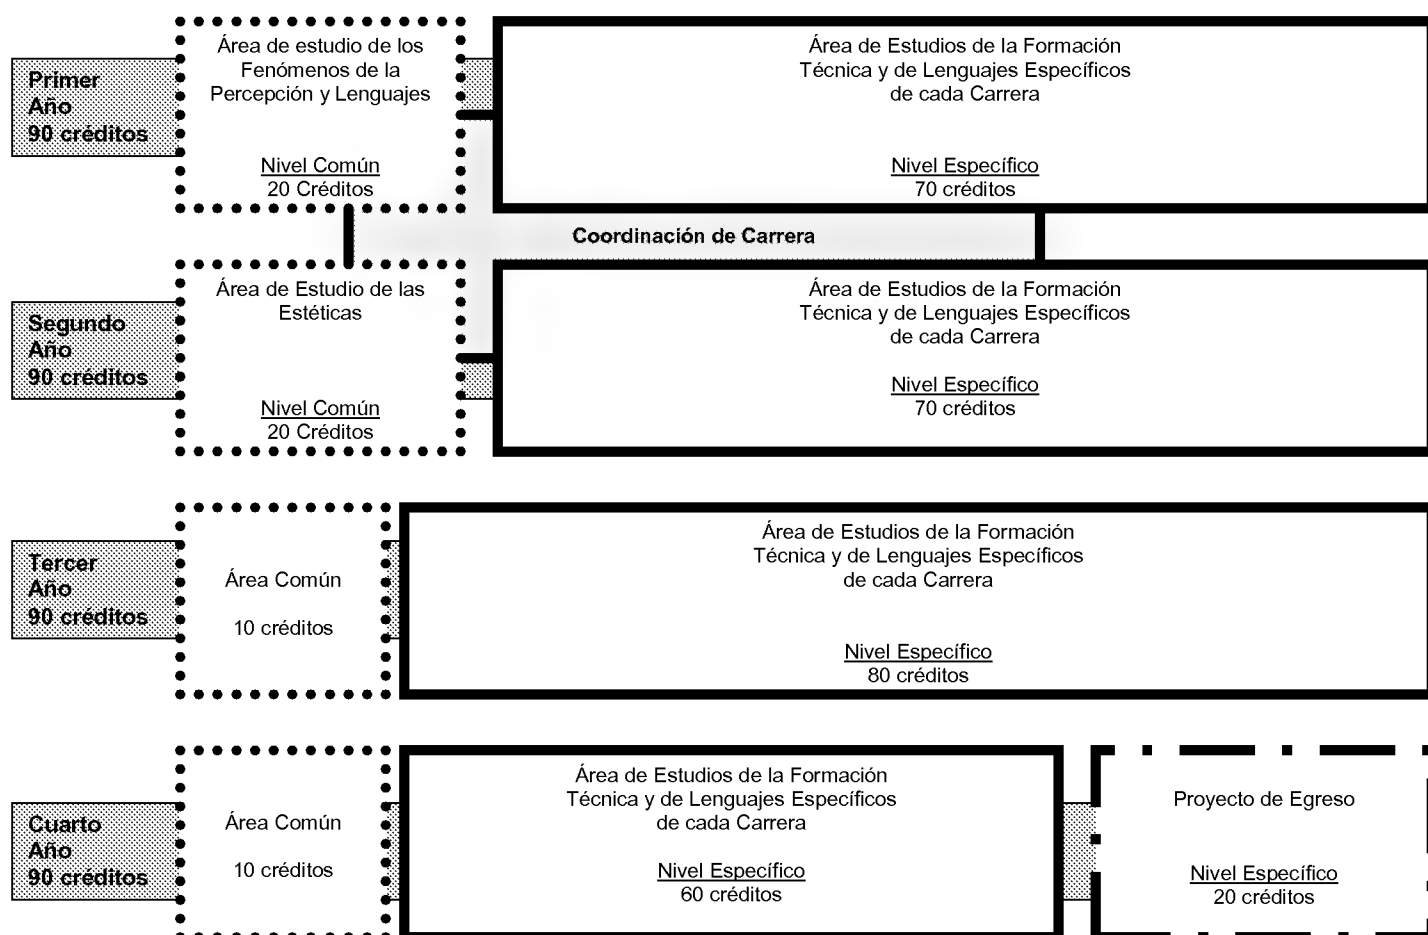 Primer
Año
90 créditos
Área de estudio de los
Fenómenos de la
Percepción y Lenguajes
Nivel Común
20 Créditos
Área de Estudios de la Formación
Técnica y de Lenguajes Específicos
de cada Carrera
Nivel Específico
70 créditos
Coordinación de Carrera
Segundo
Año
90 créditos
Área de Estudio de las
Estéticas
Nivel Común
20 Créditos
Área de Estudios de la Formación
Técnica y de Lenguajes Específicos
de cada Carrera
Nivel Específico
70 créditos
Tercer
Año
90 créditos
Área Común
10 créditos
Área de Estudios de la Formación
Técnica y de Lenguajes Específicos
de cada Carrera
Nivel Específico
80 créditos
Cuarto
Año
90 créditos
Área Común
10 créditos
Área de Estudios de la Formación
Técnica y de Lenguajes Específicos
de cada Carrera
Nivel Específico
60 créditos
Proyecto de Egreso
Nivel Específico
20 créditos